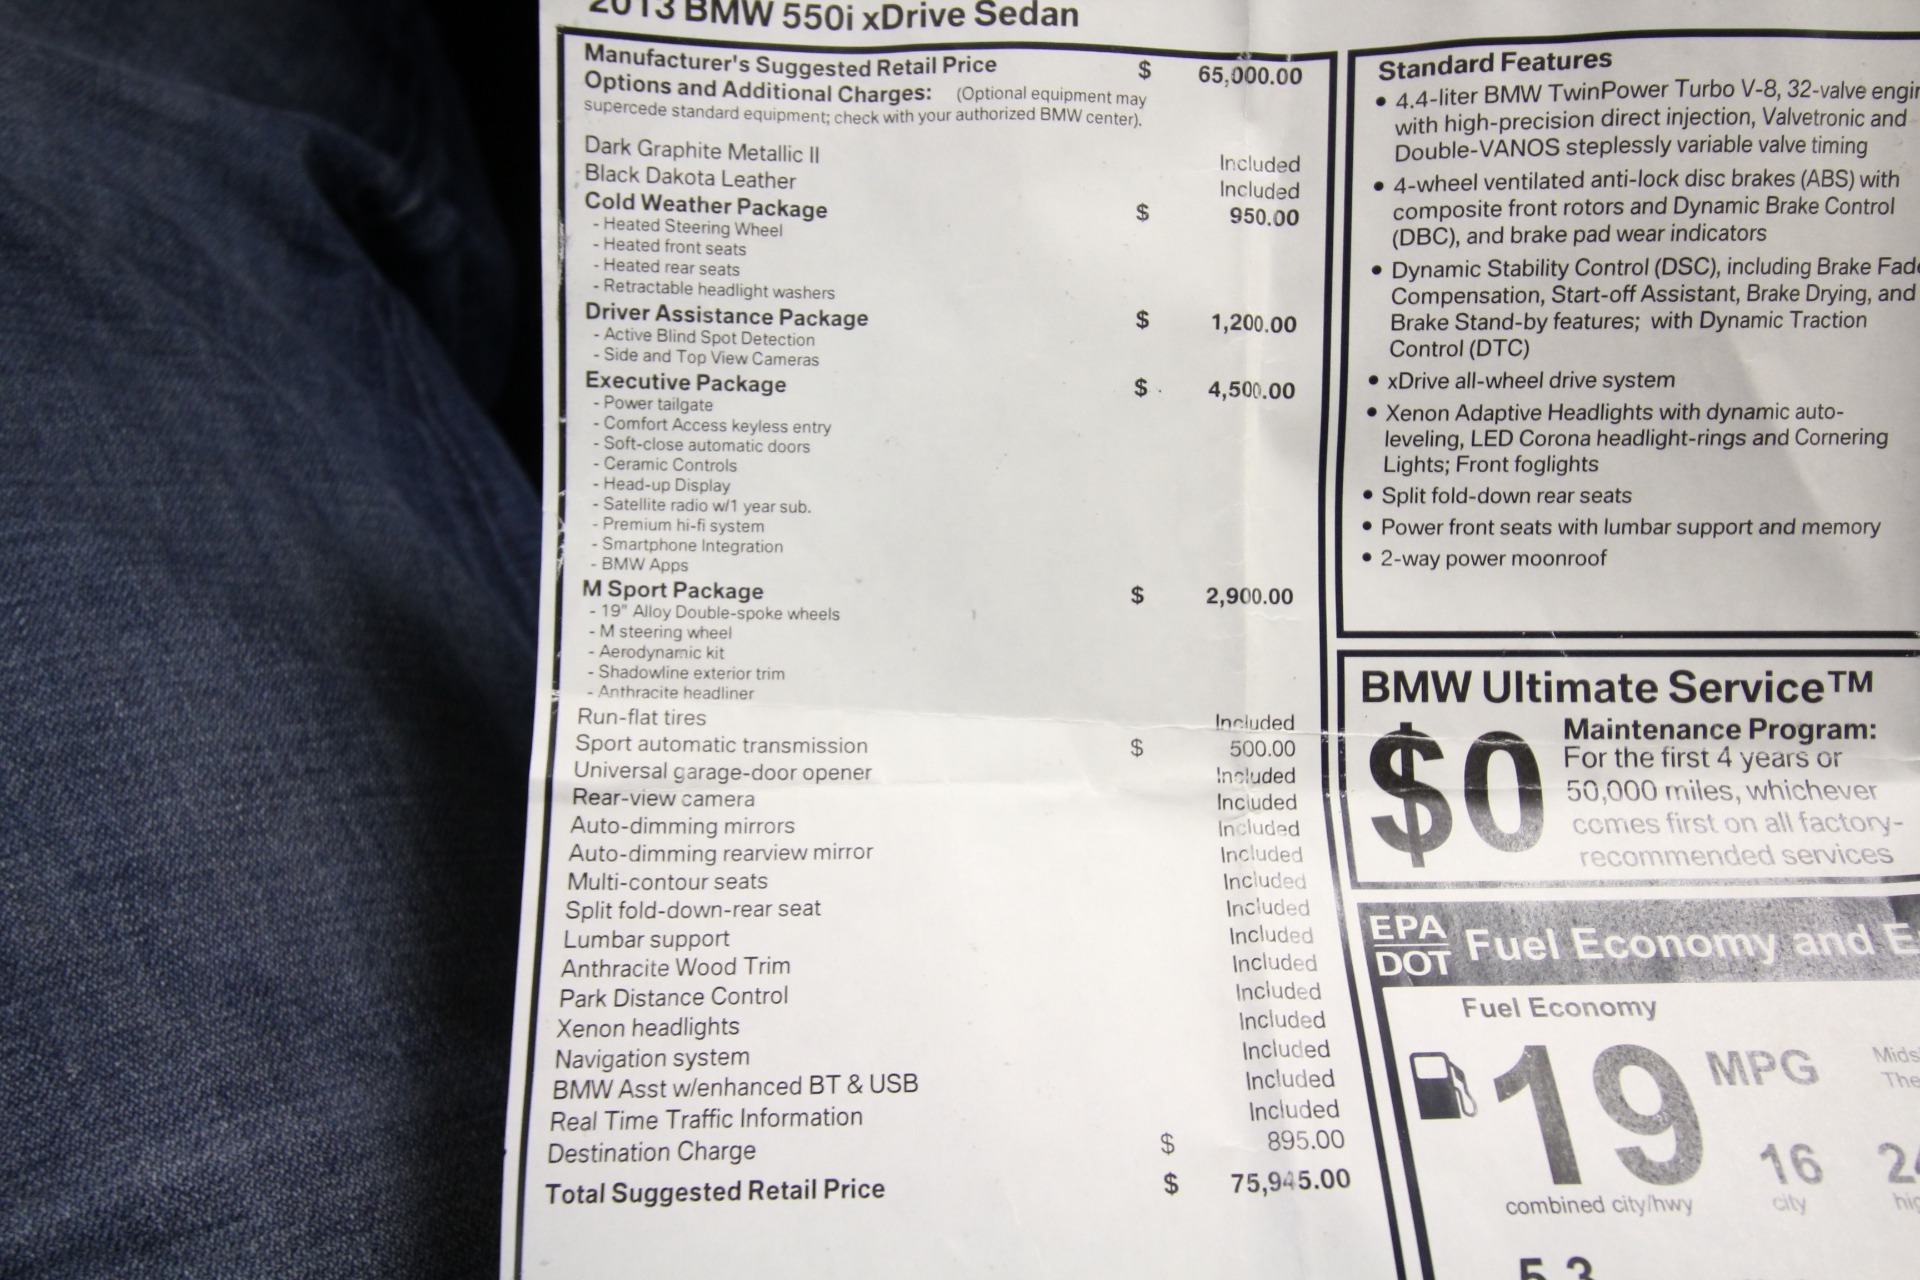 2013 BMW 550i xDrive Sedan
Manufacturer's Suggested Retail Price $ 65,000.00
Options and Additional Charges: (Optional equipment may
supercede standard equipment; check with your authorized BMW center).
Dark Graphite Metallic II Included
Black Dakota Leather Included
Cold Weather Package $ 950.00
- Heated Steering Wheel
- Heated front seats
- Heated rear seats
- Retractable headlight washers
Driver Assistance Package $ 1,200.00
- Active Blind Spot Detection
- Side and Top View Cameras
Executive Package $ 4,500.00
- Power tailgate
- Comfort Access keyless entry
- Soft-close automatic doors
- Ceramic Controls
- Head-up Display
- Satellite radio w/1 year sub.
- Premium hi-fi system
- Smartphone Integration
- BMW Apps
M Sport Package $ 2,900.00
- 19" Alloy Double-spoke wheels
- M steering wheel
- Aerodynamic kit
- Shadowline exterior trim
- Anthracite headliner
Run-flat tires Included
Sport automatic transmission $ 500.00
Universal garage-door opener Included
Rear-view camera Included
Auto-dimming mirrors Included
Auto-dimming rearview mirror Included
Multi-contour seats Included
Split fold-down-rear seat Included
Lumbar support Included
Anthracite Wood Trim Included
Park Distance Control Included
Xenon headlights Included
Navigation system Included
BMW Asst w/enhanced BT & USB Included
Real Time Traffic Information Included
Destination Charge $ 895.00
Total Suggested Retail Price $ 75,945.00
Standard Features
• 4.4-liter BMW TwinPower Turbo V-8, 32-valve engin
with high-precision direct injection, Valvetronic and
Double-VANOS steplessly variable valve timing
• 4-wheel ventilated anti-lock disc brakes (ABS) with
composite front rotors and Dynamic Brake Control
(DBC), and brake pad wear indicators
• Dynamic Stability Control (DSC), including Brake Fade
Compensation, Start-off Assistant, Brake Drying, and
Brake Stand-by features; with Dynamic Traction
Control (DTC)
• xDrive all-wheel drive system
• Xenon Adaptive Headlights with dynamic auto-
leveling, LED Corona headlight-rings and Cornering
Lights; Front foglights
• Split fold-down rear seats
• Power front seats with lumbar support and memory
• 2-way power moonroof
BMW Ultimate Service™
$0
Maintenance Program:
For the first 4 years or
50,000 miles, whichever
comes first on all factory-
recommended services
EPA
DOT
Fuel Economy and E
Fuel Economy
19 MPG
combined city/hwy
16
city
Mids
The
5.3